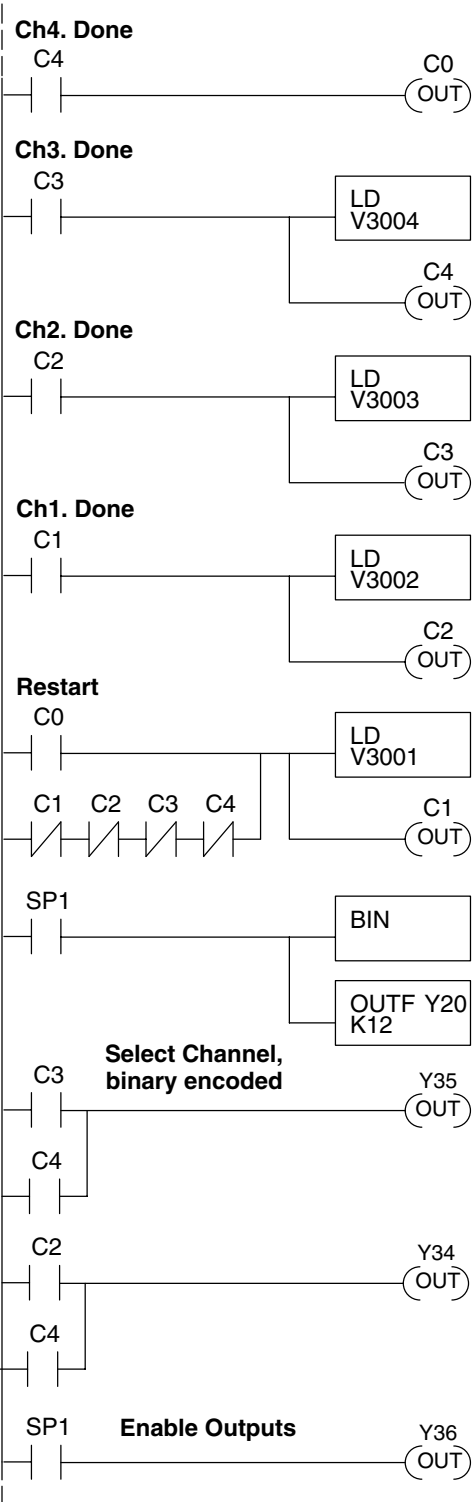 Ch4. Done
C4
C0
OUT
Ch3. Done
C3
LD
V3004
C4
OUT
Ch2. Done
C2
LD
V3003
C3
OUT
Ch1. Done
C1
LD
V3002
C2
OUT
Restart
C0
LD
V3001
C1 C2 C3 C4
C1
OUT
SP1
BIN
OUTF Y20
K12
Select Channel,
binary encoded
C3
Y35
OUT
C4
C2
Y34
OUT
C4
SP1
Enable Outputs
Y36
OUT